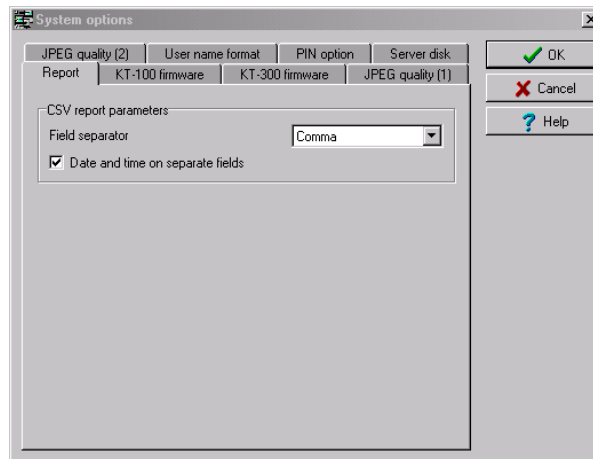 System options
JPEG quality (2) User name format PIN option Server disk
Report KT-100 firmware KT-300 firmware JPEG quality (1)
CSV report parameters
Field separator Comma
Date and time on separate fields
OK
Cancel
Help